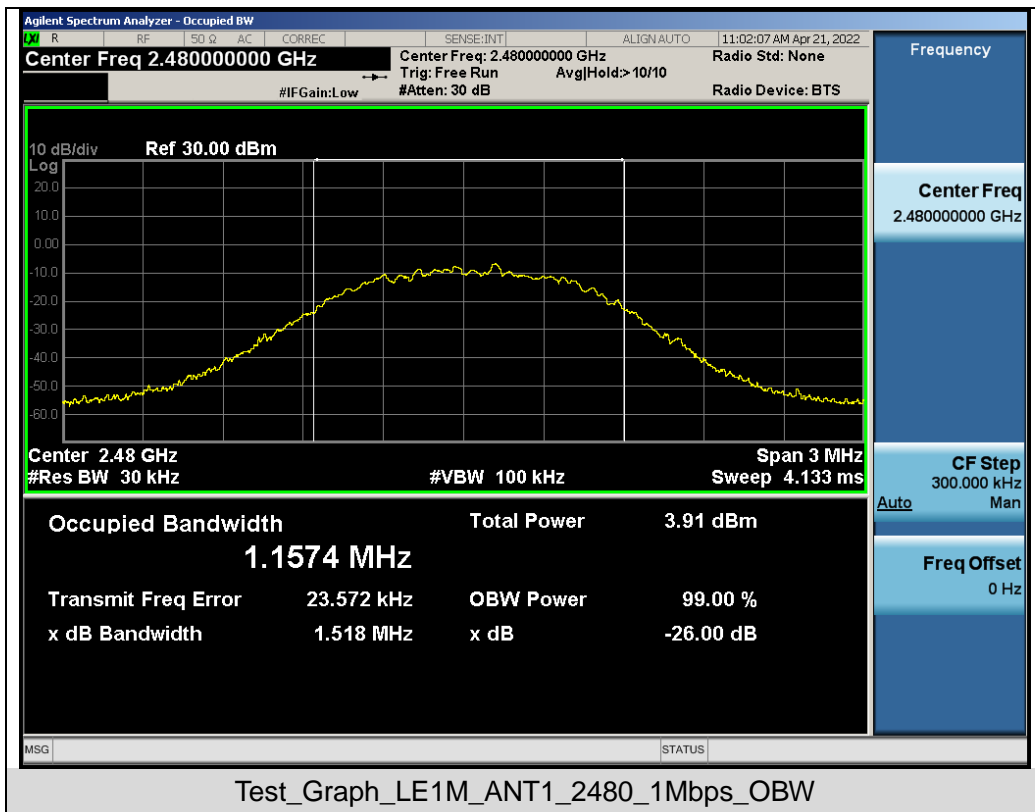 Agilent Spectrum Analyzer - Occupied BW
LXI R RF 50 Ω AC CORREC SENSE:INT ALIGN AUTO 11:02:07 AM Apr 21, 2022
Center Freq 2.480000000 GHz
Center Freq: 2.480000000 GHz Radio Std: None
Trig: Free Run Avg|Hold:> 10/10
#IFGain:Low #Atten: 30 dB Radio Device: BTS
10 dB/div Ref 30.00 dBm
Log
20.0
10.0
0.00
-10.0
-20.0
-30.0
-40.0
-50.0
-60.0
Center 2.48 GHz Span 3 MHz
#Res BW 30 kHz #VBW 100 kHz Sweep 4.133 ms
Occupied Bandwidth Total Power 3.91 dBm
1.1574 MHz
Transmit Freq Error 23.572 kHz OBW Power 99.00 %
x dB Bandwidth 1.518 MHz x dB -26.00 dB
Frequency
Center Freq
2.480000000 GHz
CF Step
300.000 kHz
Auto Man
Freq Offset
0 Hz
MSG STATUS
Test_Graph_LE1M_ANT1_2480_1Mbps_OBW